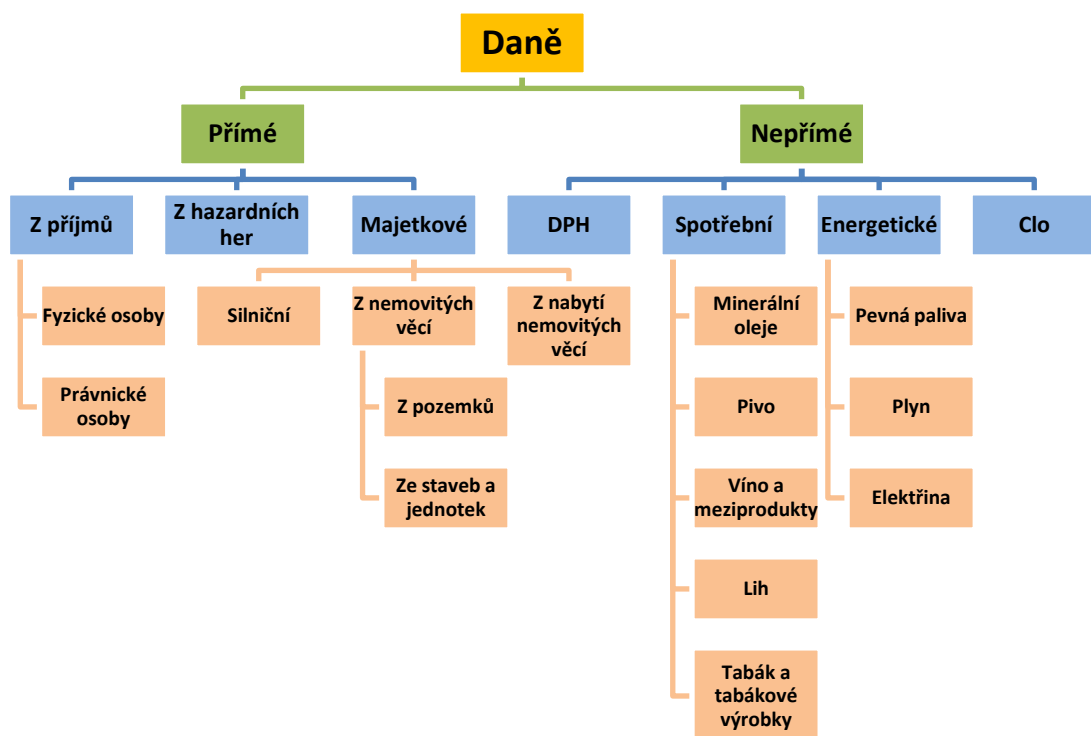 Daně
Přímé
Nepřímé
Z příjmů
Z hazardních
her
Majetkové
DPH
Spotřební
Energetické
Clo
Fyzické osoby
Právnické
osoby
Silniční
Z nemovitých
věcí
Z pozemků
Ze staveb a
jednotek
Z nabytí
nemovitých
věcí
Minerální
oleje
Pivo
Víno a
meziprodukty
Lih
Tabák a
tabákové
výrobky
Pevná paliva
Plyn
Elektřina